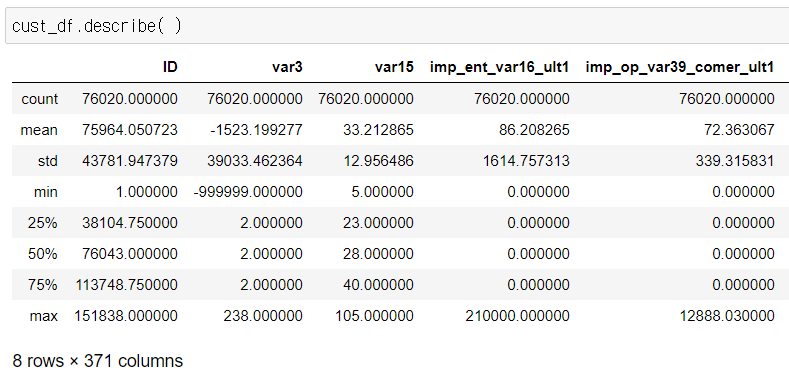 cust_df.describe( )
ID var3 var15 imp_ent_var16_ult1 imp_op_var39_comer_ult1
count 76020.000000 76020.000000 76020.000000 76020.000000 76020.000000
mean 75964.050723 -1523.199277 33.212865 86.208265 72.363067
std 43781.947379 39033.462364 12.956486 1614.757313 339.315831
min 1.000000 -999999.000000 5.000000 0.000000 0.000000
25% 38104.750000 2.000000 23.000000 0.000000 0.000000
50% 76043.000000 2.000000 28.000000 0.000000 0.000000
75% 113748.750000 2.000000 40.000000 0.000000 0.000000
max 151838.000000 238.000000 105.000000 210000.000000 12888.030000
8 rows × 371 columns